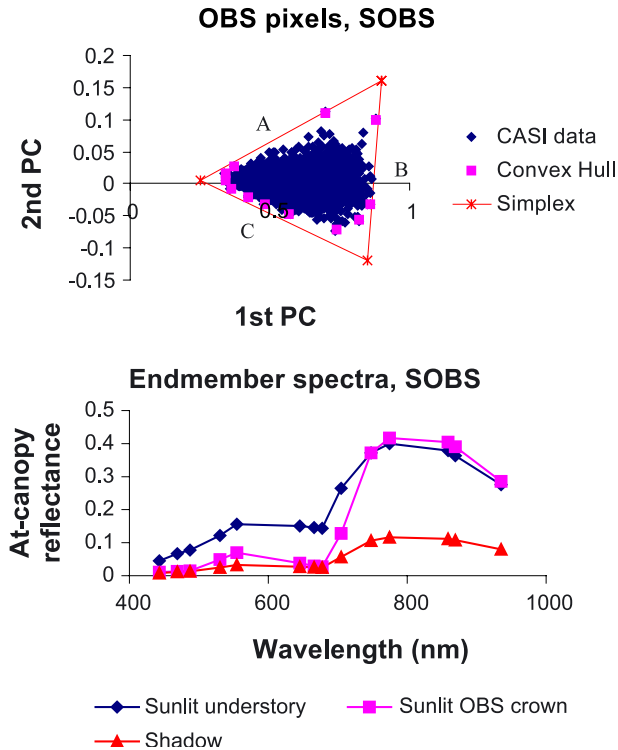 OBS pixels, SOBS
0.2
0.15
0.1
0.05
0
-0.05
-0.1
-0.15
2nd PC
A
B
C
0
0.5
1
1st PC
CASI data
Convex Hull
Simplex
Endmember spectra, SOBS
0.5
0.4
0.3
0.2
0.1
0
At-canopy
reflectance
400
600
800
1000
Wavelength (nm)
Sunlit understory
Sunlit OBS crown
Shadow